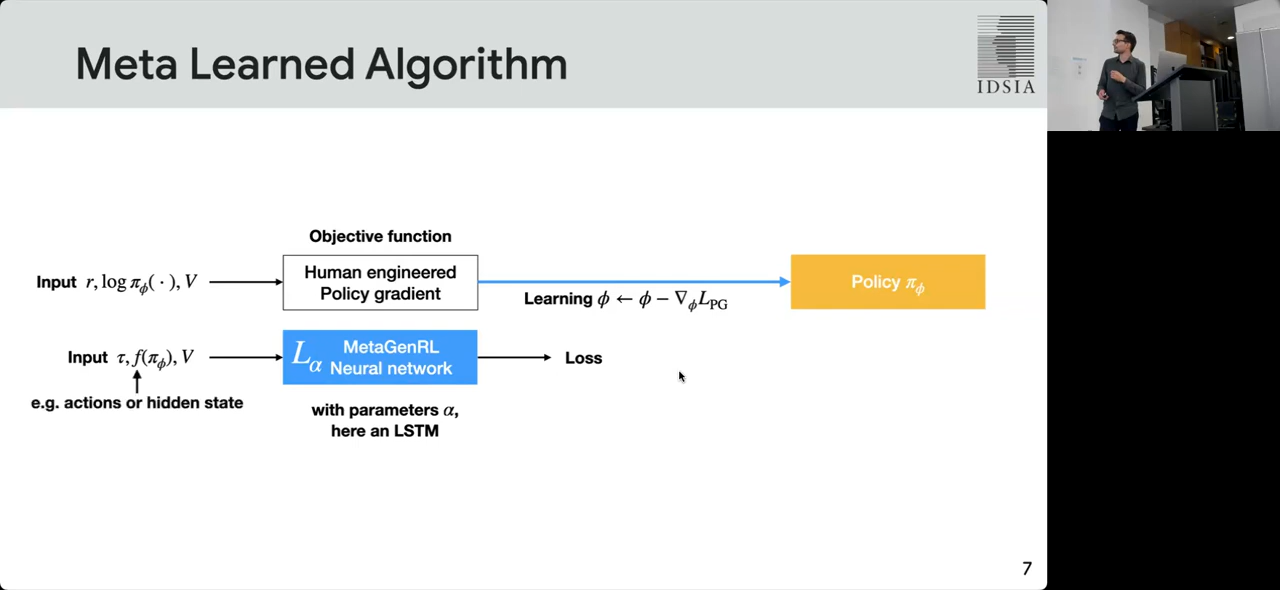 Meta Learned Algorithm
IDSIA
Objective function
Input r, log π_ϕ( · ), V
Human engineered
Policy gradient
Learning ϕ ← ϕ − ∇_ϕ L_PG
Policy π_ϕ
Input τ, f(π_ϕ), V
L_α MetaGenRL
Neural network
Loss
e.g. actions or hidden state
with parameters α,
here an LSTM
7